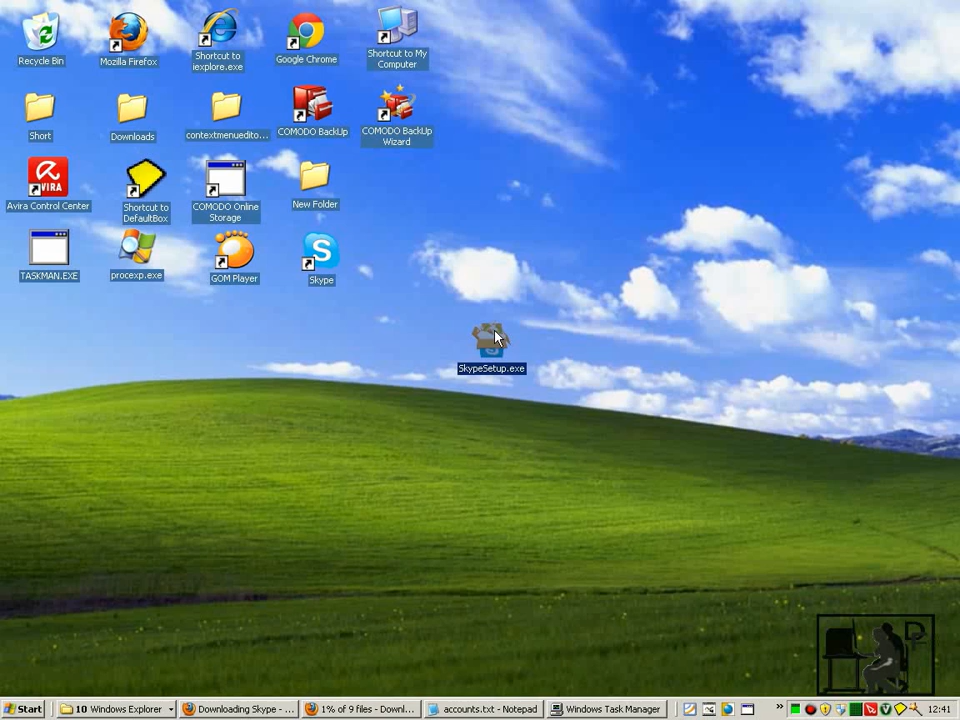 Recycle Bin
Mozilla Firefox
Shortcut to
iexplore.exe
Google Chrome
Shortcut to My
Computer
Short
Downloads
contextmenuedito...
COMODO BackUp
COMODO BackUp
Wizard
AVIRA
Avira Control Center
Shortcut to
DefaultBox
COMODO Online
Storage
New Folder
TASKMAN.EXE
procexp.exe
GOM Player
Skype
SkypeSetup.exe
Start
10 Windows Explorer
Downloading Skype - ...
1% of 9 files - Downl...
accounts.txt - Notepad
Windows Task Manager
12:41